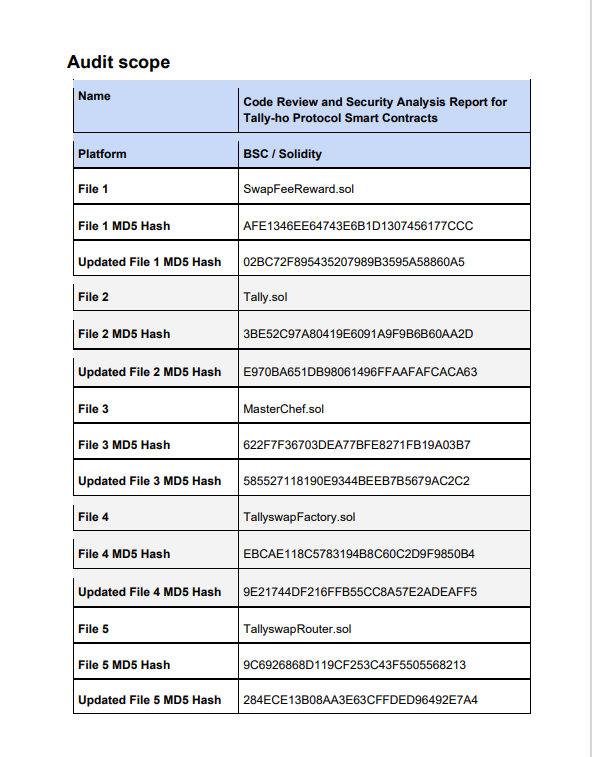 Audit scope
Name
Code Review and Security Analysis Report for
Tally-ho Protocol Smart Contracts
Platform
BSC / Solidity
File 1
SwapFeeReward.sol
File 1 MD5 Hash
AFE1346EE64743E6B1D1307456177CCC
Updated File 1 MD5 Hash
02BC72F895435207989B3595A58860A5
File 2
Tally.sol
File 2 MD5 Hash
3BE52C97A80419E6091A9F9B6B60AA2D
Updated File 2 MD5 Hash
E970BA651DB98061496FFAAFAFCACA63
File 3
MasterChef.sol
File 3 MD5 Hash
622F7F36703DEA77BFE8271FB19A03B7
Updated File 3 MD5 Hash
585527118190E9344BEEB7B5679AC2C2
File 4
TallyswapFactory.sol
File 4 MD5 Hash
EBCAE118C5783194B8C60C2D9F9850B4
Updated File 4 MD5 Hash
9E21744DF216FFB55CC8A57E2ADEAFF5
File 5
TallyswapRouter.sol
File 5 MD5 Hash
9C6926868D119CF253C43F5505568213
Updated File 5 MD5 Hash
284ECE13B08AA3E63CFFDED96492E7A4